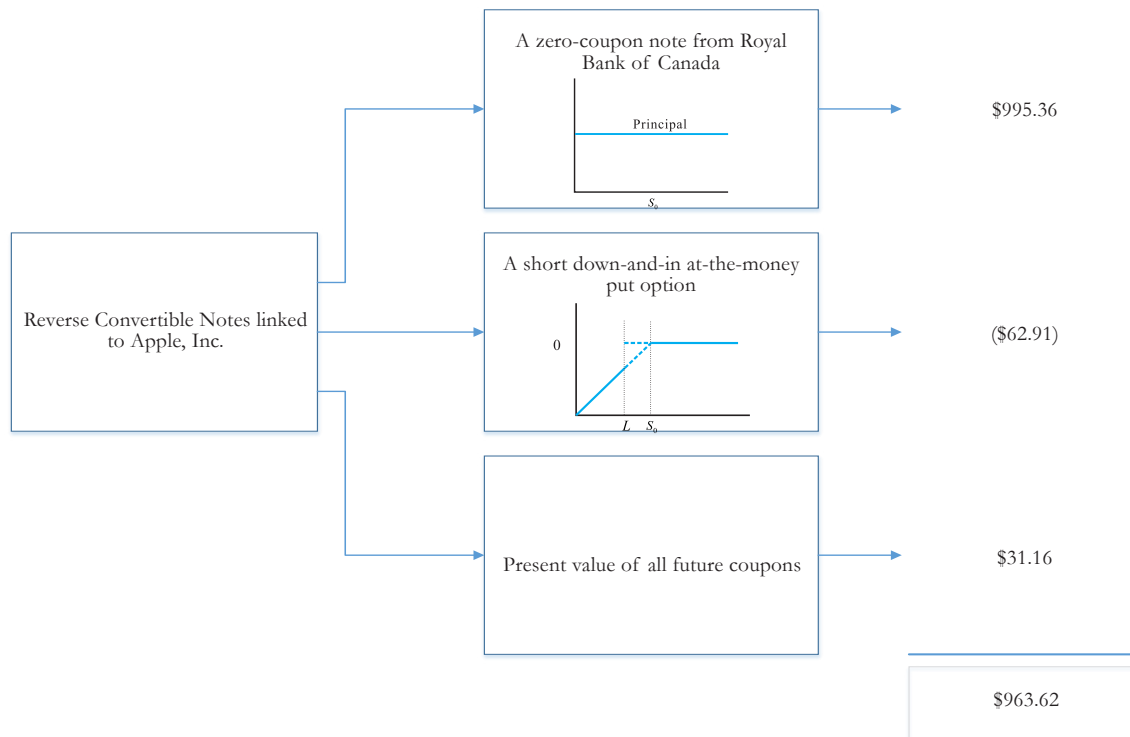 A zero-coupon note from Royal
Bank of Canada
Principal
S₀
$995.36
Reverse Convertible Notes linked
to Apple, Inc.
A short down-and-in at-the-money
put option
0
L S₀
($62.91)
Present value of all future coupons
$31.16
$963.62